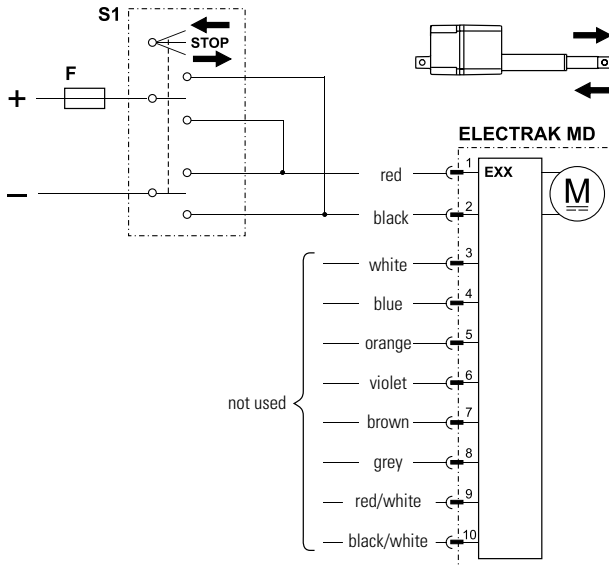 S1
STOP
F
+
–
ELECTRAK MD
EXX
M
red 1
black 2
white 3
blue 4
orange 5
violet 6
not used
brown 7
grey 8
red/white 9
black/white 10